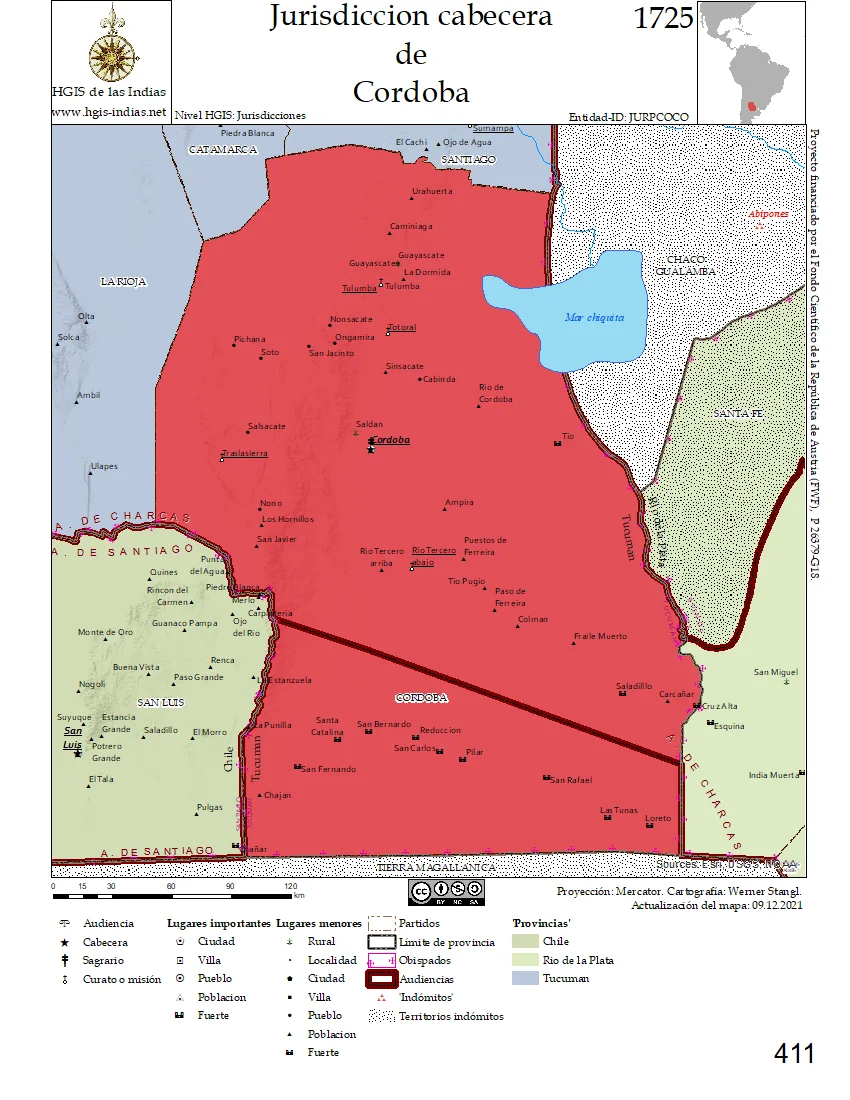 Jurisdiccion cabecera
de
Cordoba
1725
HGIS de las Indias
www.hgis-indias.net
Nivel HGIS: Jurisdicciones
Entidad-ID: JURPCOCO
Proyecto financiado por el Fondo Científico de la República de Austria (FWF), P 26379-G18.
Piedra Blanca
CATAMARCA
El Cachi
Ojo de Agua
Sumampa
SANTIAGO
Urahuerta
Caminiaga
Abipones
Guayascate
Guayascates
La Dormida
CHACO
GUALAMBA
LA RIOJA
Tulumba
Tulumba
Olta
Solca
Nonsacate
Totoral
Mar chiquita
Pichana
Soto
Ongamira
San Jacinto
Sinsacate
Cabinda
Ambil
Rio de
Cordoba
SANTA FE
Salsacate
Saldan
Cordoba
Tio
Traslasierra
Ulapes
Nono
Los Hornillos
Ampira
A. DE CHARCAS
A. DE SANTIAGO
San Javier
Rio Tercero
arriba
Rio Tercero
abajo
Puestos de
Ferreira
Tucuman
Punta
del Agua
Quines
Rincon del
Carmen
Piedra Blanca
Merlo
Carpinteria
Tio Pugio
Paso de
Ferreira
Guanaco Pampa
Ojo
del Rio
Colman
Monte de Oro
Fraile Muerto
Renca
Buena Vista
Paso Grande
La Estanzuela
San Miguel
Nogoli
SAN LUIS
CORDOBA
Saladillo
Carcañar
Cruz Alta
Suyuque
Estancia
Grande
Saladillo
El Morro
La Punilla
Santa
Catalina
San Bernardo
Reduccion
Esquina
San
Luis
Potrero
Grande
San Carlos
Pilar
Chile
Tucuman
San Fernando
San Rafael
India Muerta
El Tala
Chajan
A. DE CHARCAS
Pulgas
Las Tunas
Loreto
A. DE SANTIAGO
TIERRA MAGALLANICA
Sources: Esri, USGS, NOAA
0 15 30 60 90 120
km
BY NC SA
Proyección: Mercator. Cartografía: Werner Stangl.
Actualización del mapa: 09.12.2021
Audiencia
Cabecera
Sagrario
Curato o misión
Lugares importantes
Ciudad
Villa
Pueblo
Poblacion
Fuerte
Lugares menores
Rural
Localidad
Ciudad
Villa
Pueblo
Poblacion
Fuerte
Partidos
Límite de provincia
Obispados
Audiencias
'Indómitos'
Territorios indómitos
'Provincias'
Chile
Rio de la Plata
Tucuman
411